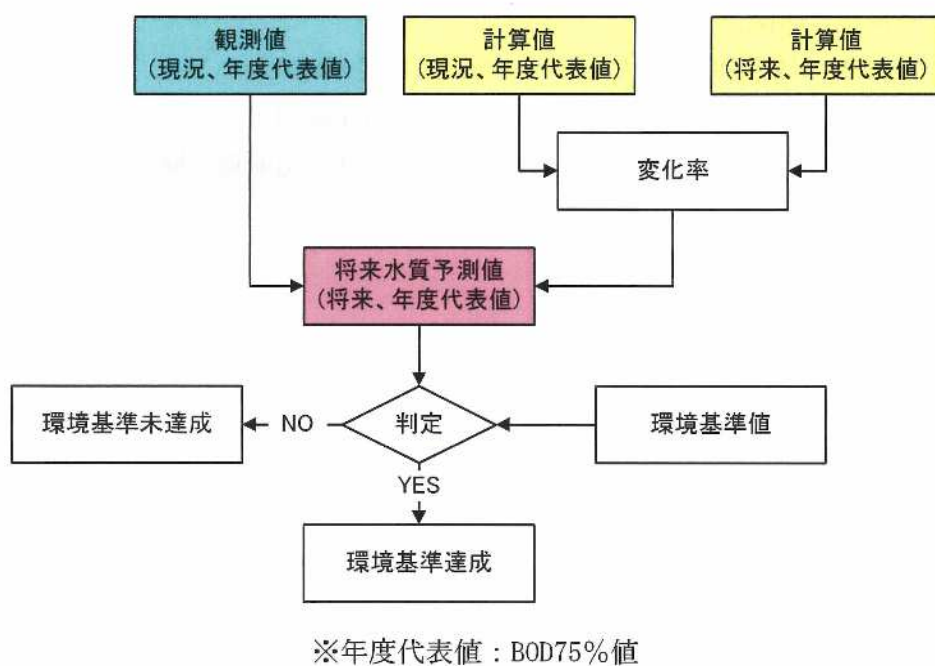 観測値
(現況、年度代表値)
計算値
(現況、年度代表値)
計算値
(将来、年度代表値)
変化率
将来水質予測値
(将来、年度代表値)
環境基準未達成
NO
判定
環境基準値
YES
環境基準達成
※年度代表値：BOD75%値